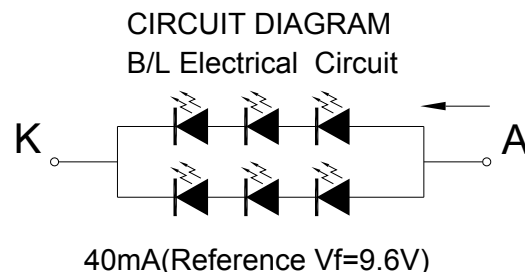 CIRCUIT DIAGRAM
B/L Electrical Circuit
K A
40mA(Reference Vf=9.6V)